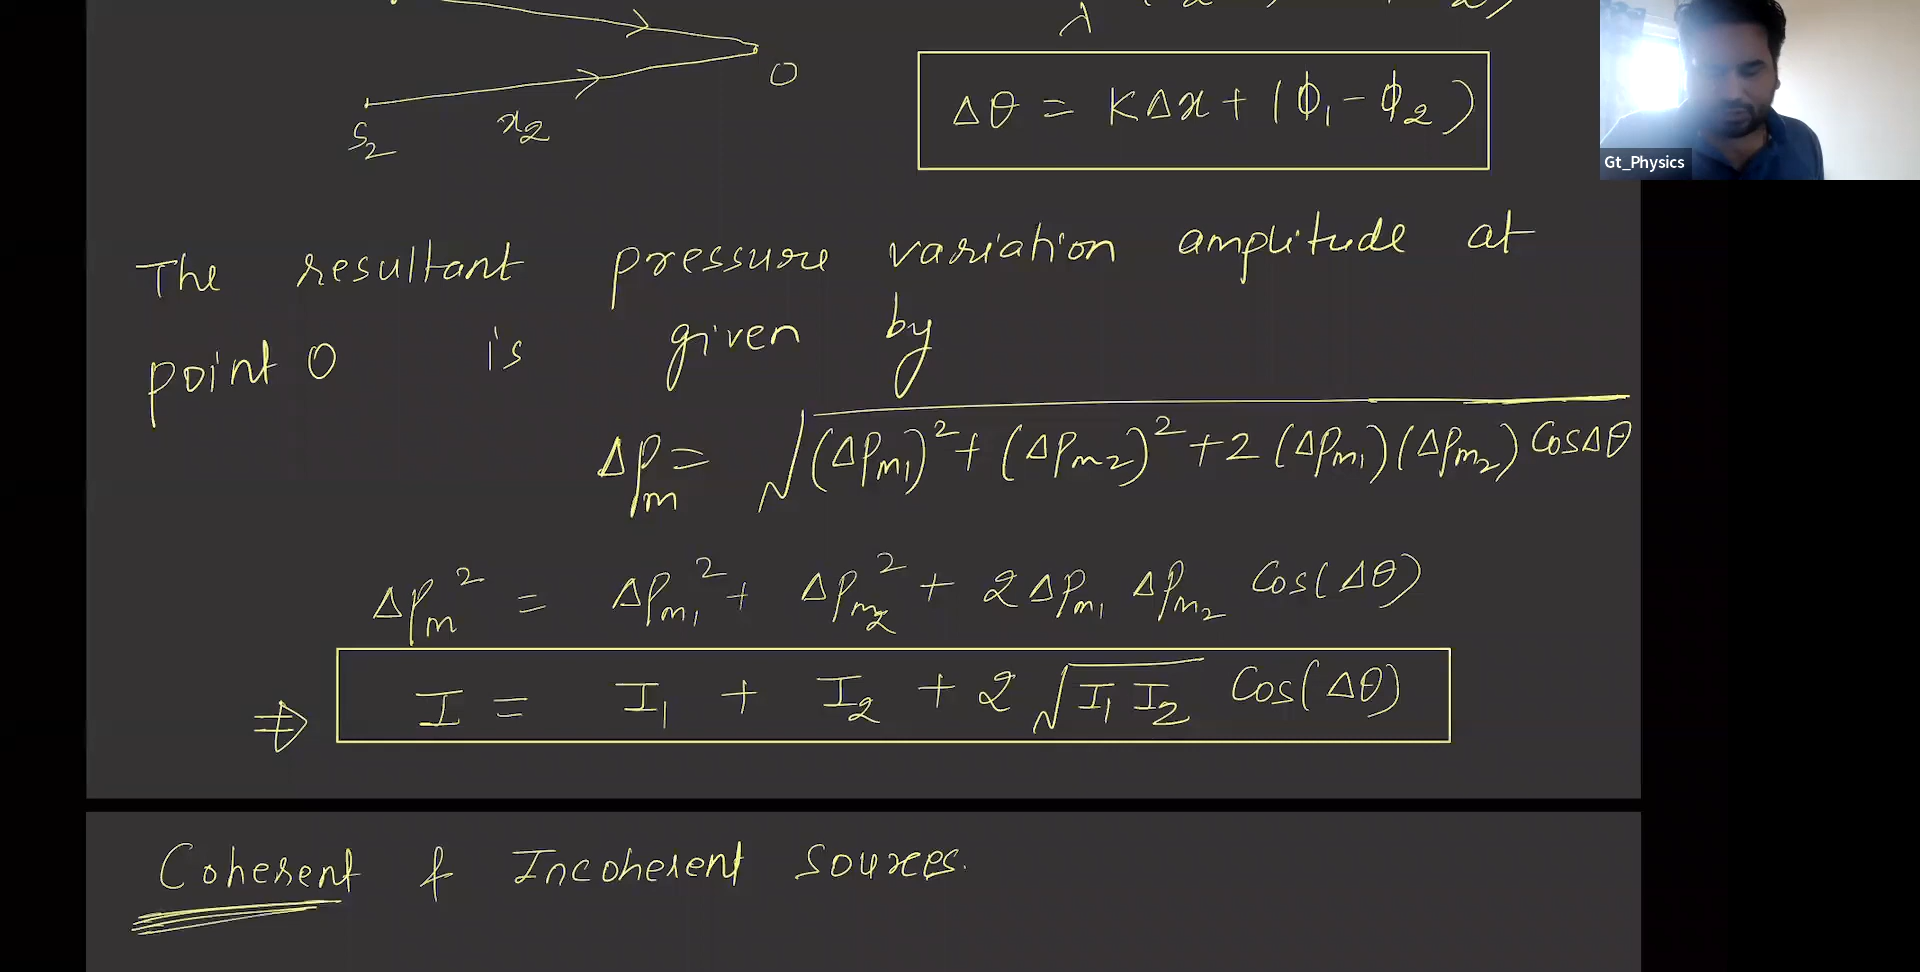 λ
O
S₂ x₂
Δθ = KΔx + (ϕ₁ - ϕ₂)
Gt_Physics
The resultant pressure variation amplitude at
point O is given by
Δpₘ = √(Δpₘ₁)² + (Δpₘ₂)² + 2 (Δpₘ₁)(Δpₘ₂) CosΔθ
Δpₘ² = Δpₘ₁² + Δpₘ₂² + 2 Δpₘ₁ Δpₘ₂ Cos(Δθ)
⇒ I = I₁ + I₂ + 2 √I₁ I₂ Cos(Δθ)
Coherent & Incoherent Sources.